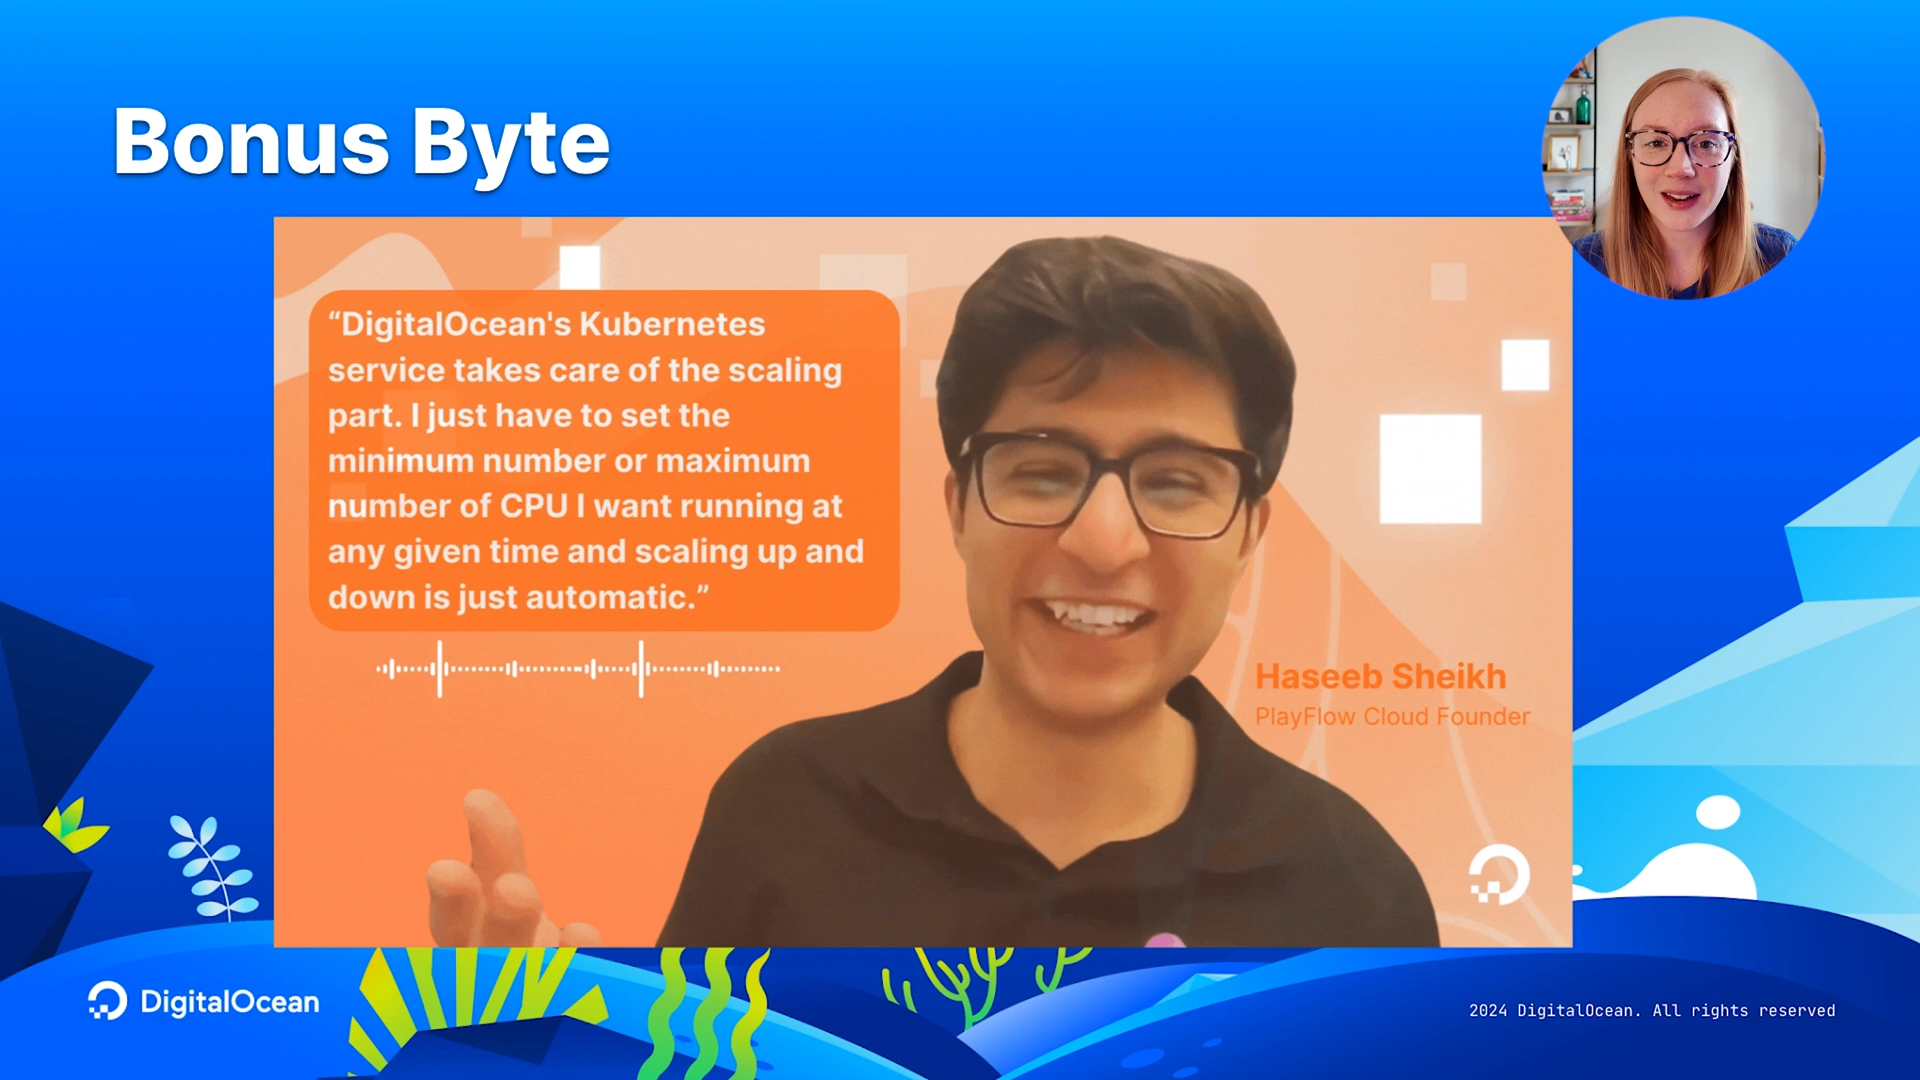 Bonus Byte
“DigitalOcean's Kubernetes
service takes care of the scaling
part. I just have to set the
minimum number or maximum
number of CPU I want running at
any given time and scaling up and
down is just automatic.”
Haseeb Sheikh
PlayFlow Cloud Founder
DigitalOcean
2024 DigitalOcean. All rights reserved